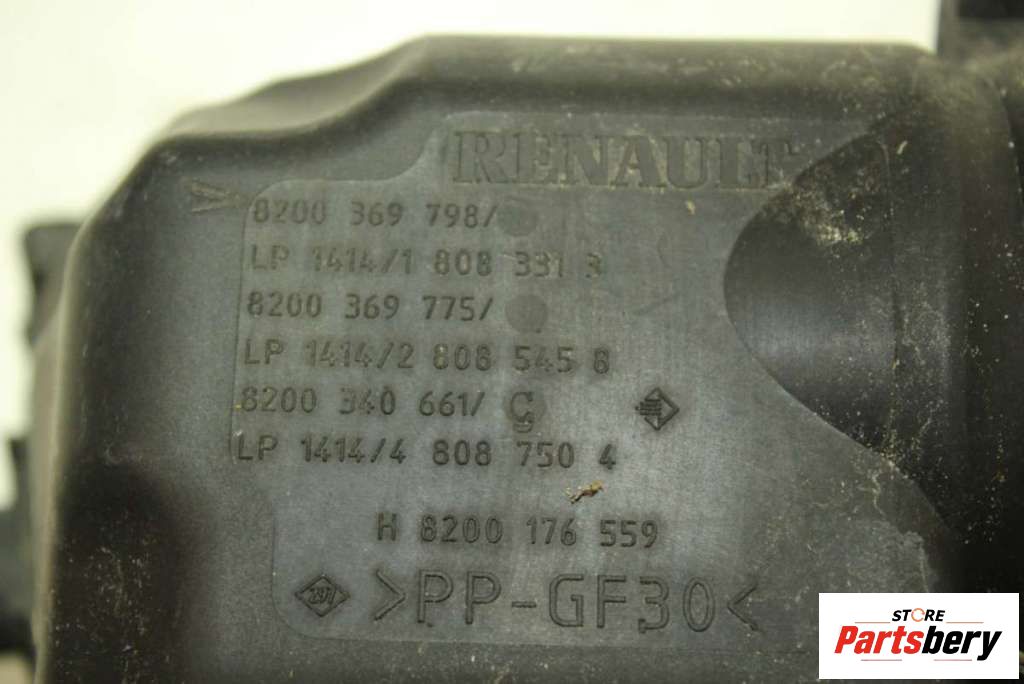 RENAULT
8200 369 798/
LP 1414/1 808 331 3
8200 369 775/
LP 1414/2 808 545 8
8200 340 661/ C
LP 1414/4 808 750 4
H 8200 176 559
>PP-GF30<
STORE
Partsbery